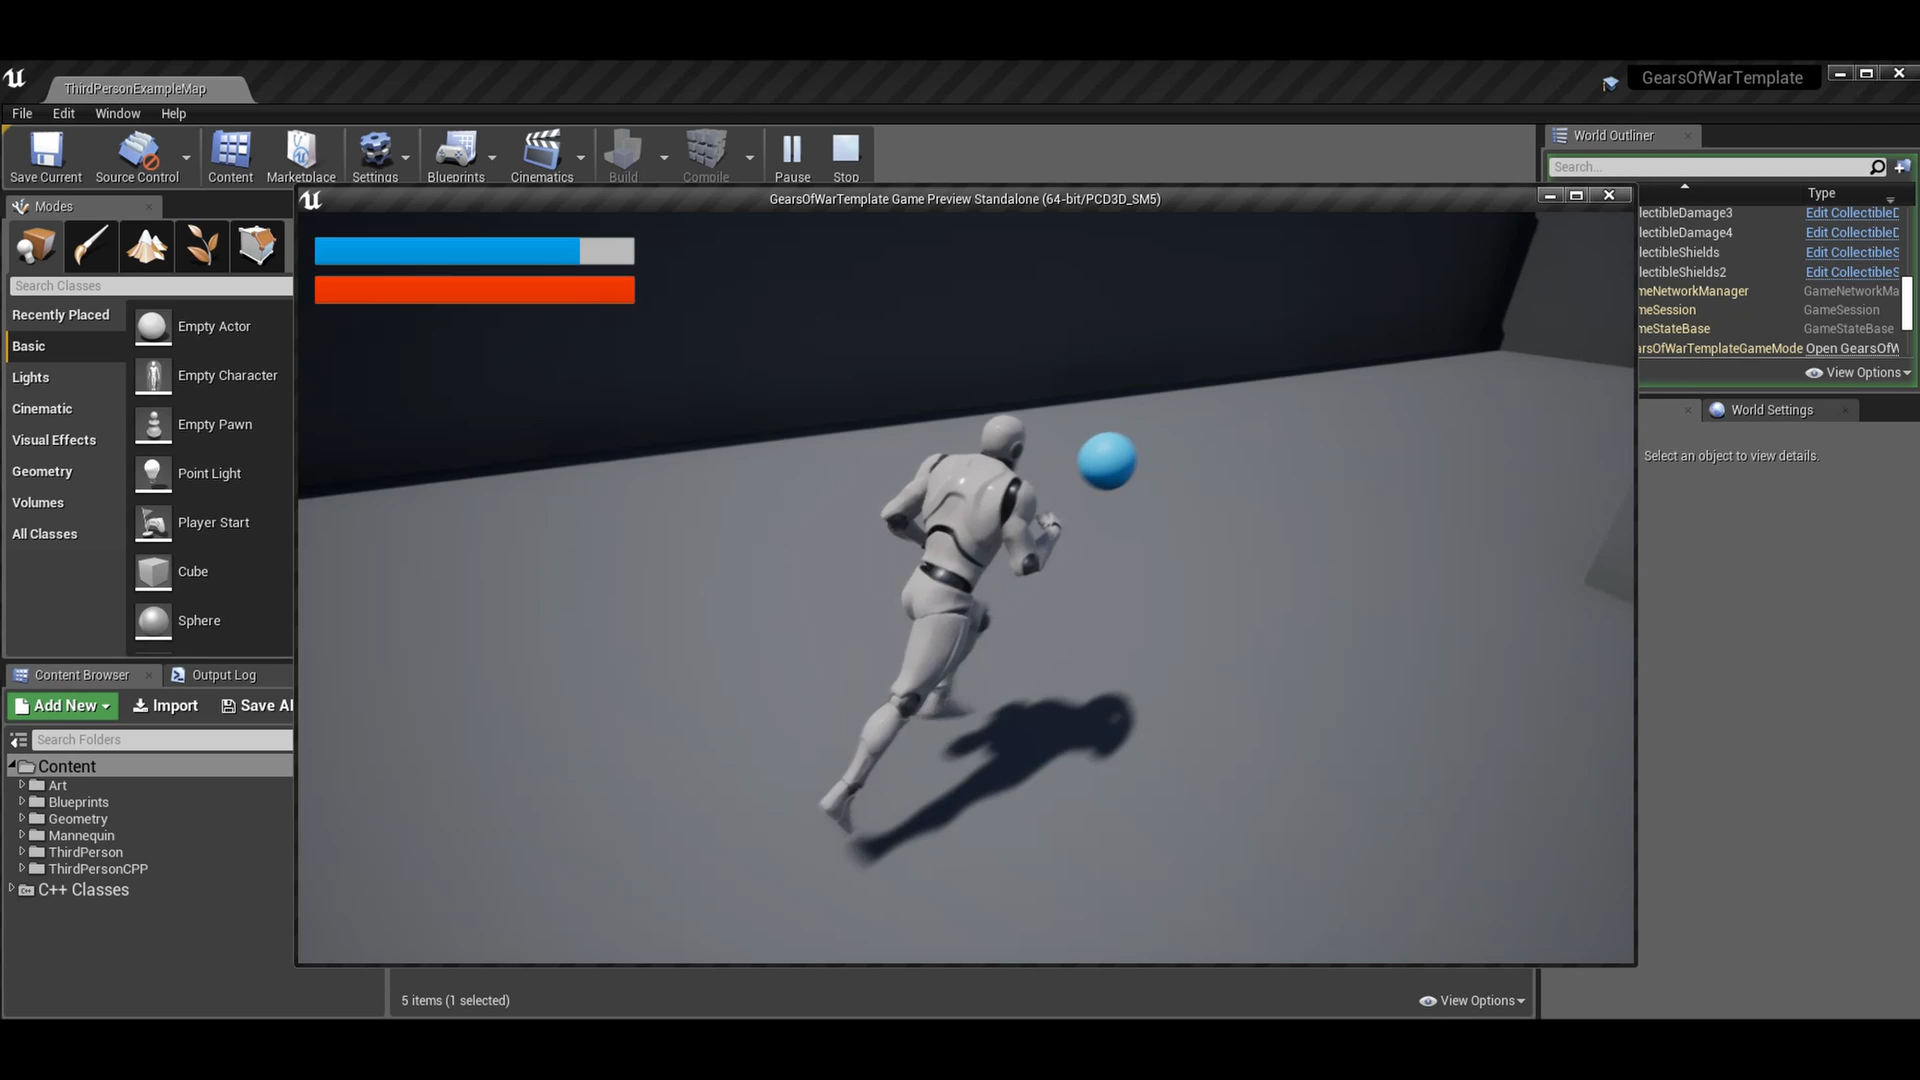 ThirdPersonExampleMap
GearsOfWarTemplate
File Edit Window Help
Save Current Source Control Content Marketplace Settings Blueprints Cinematics Build Compile Pause Stop
World Outliner
Search...
Type
lectibleDamage3 Edit CollectibleD
lectibleDamage4 Edit CollectibleD
lectibleShields Edit CollectibleS
lectibleShields2 Edit CollectibleS
meNetworkManager GameNetworkMa
meSession GameSession
meStateBase GameStateBase
arsOfWarTemplateGameMode Open GearsOfW
View Options
World Settings
Select an object to view details.
GearsOfWarTemplate Game Preview Standalone (64-bit/PCD3D_SM5)
Modes
Search Classes
Recently Placed
Basic
Lights
Cinematic
Visual Effects
Geometry
Volumes
All Classes
Empty Actor
Empty Character
Empty Pawn
Point Light
Player Start
Cube
Sphere
Content Browser Output Log
Add New Import Save Al
Search Folders
Content
Art
Blueprints
Geometry
Mannequin
ThirdPerson
ThirdPersonCPP
C++ Classes
5 items (1 selected)
View Options